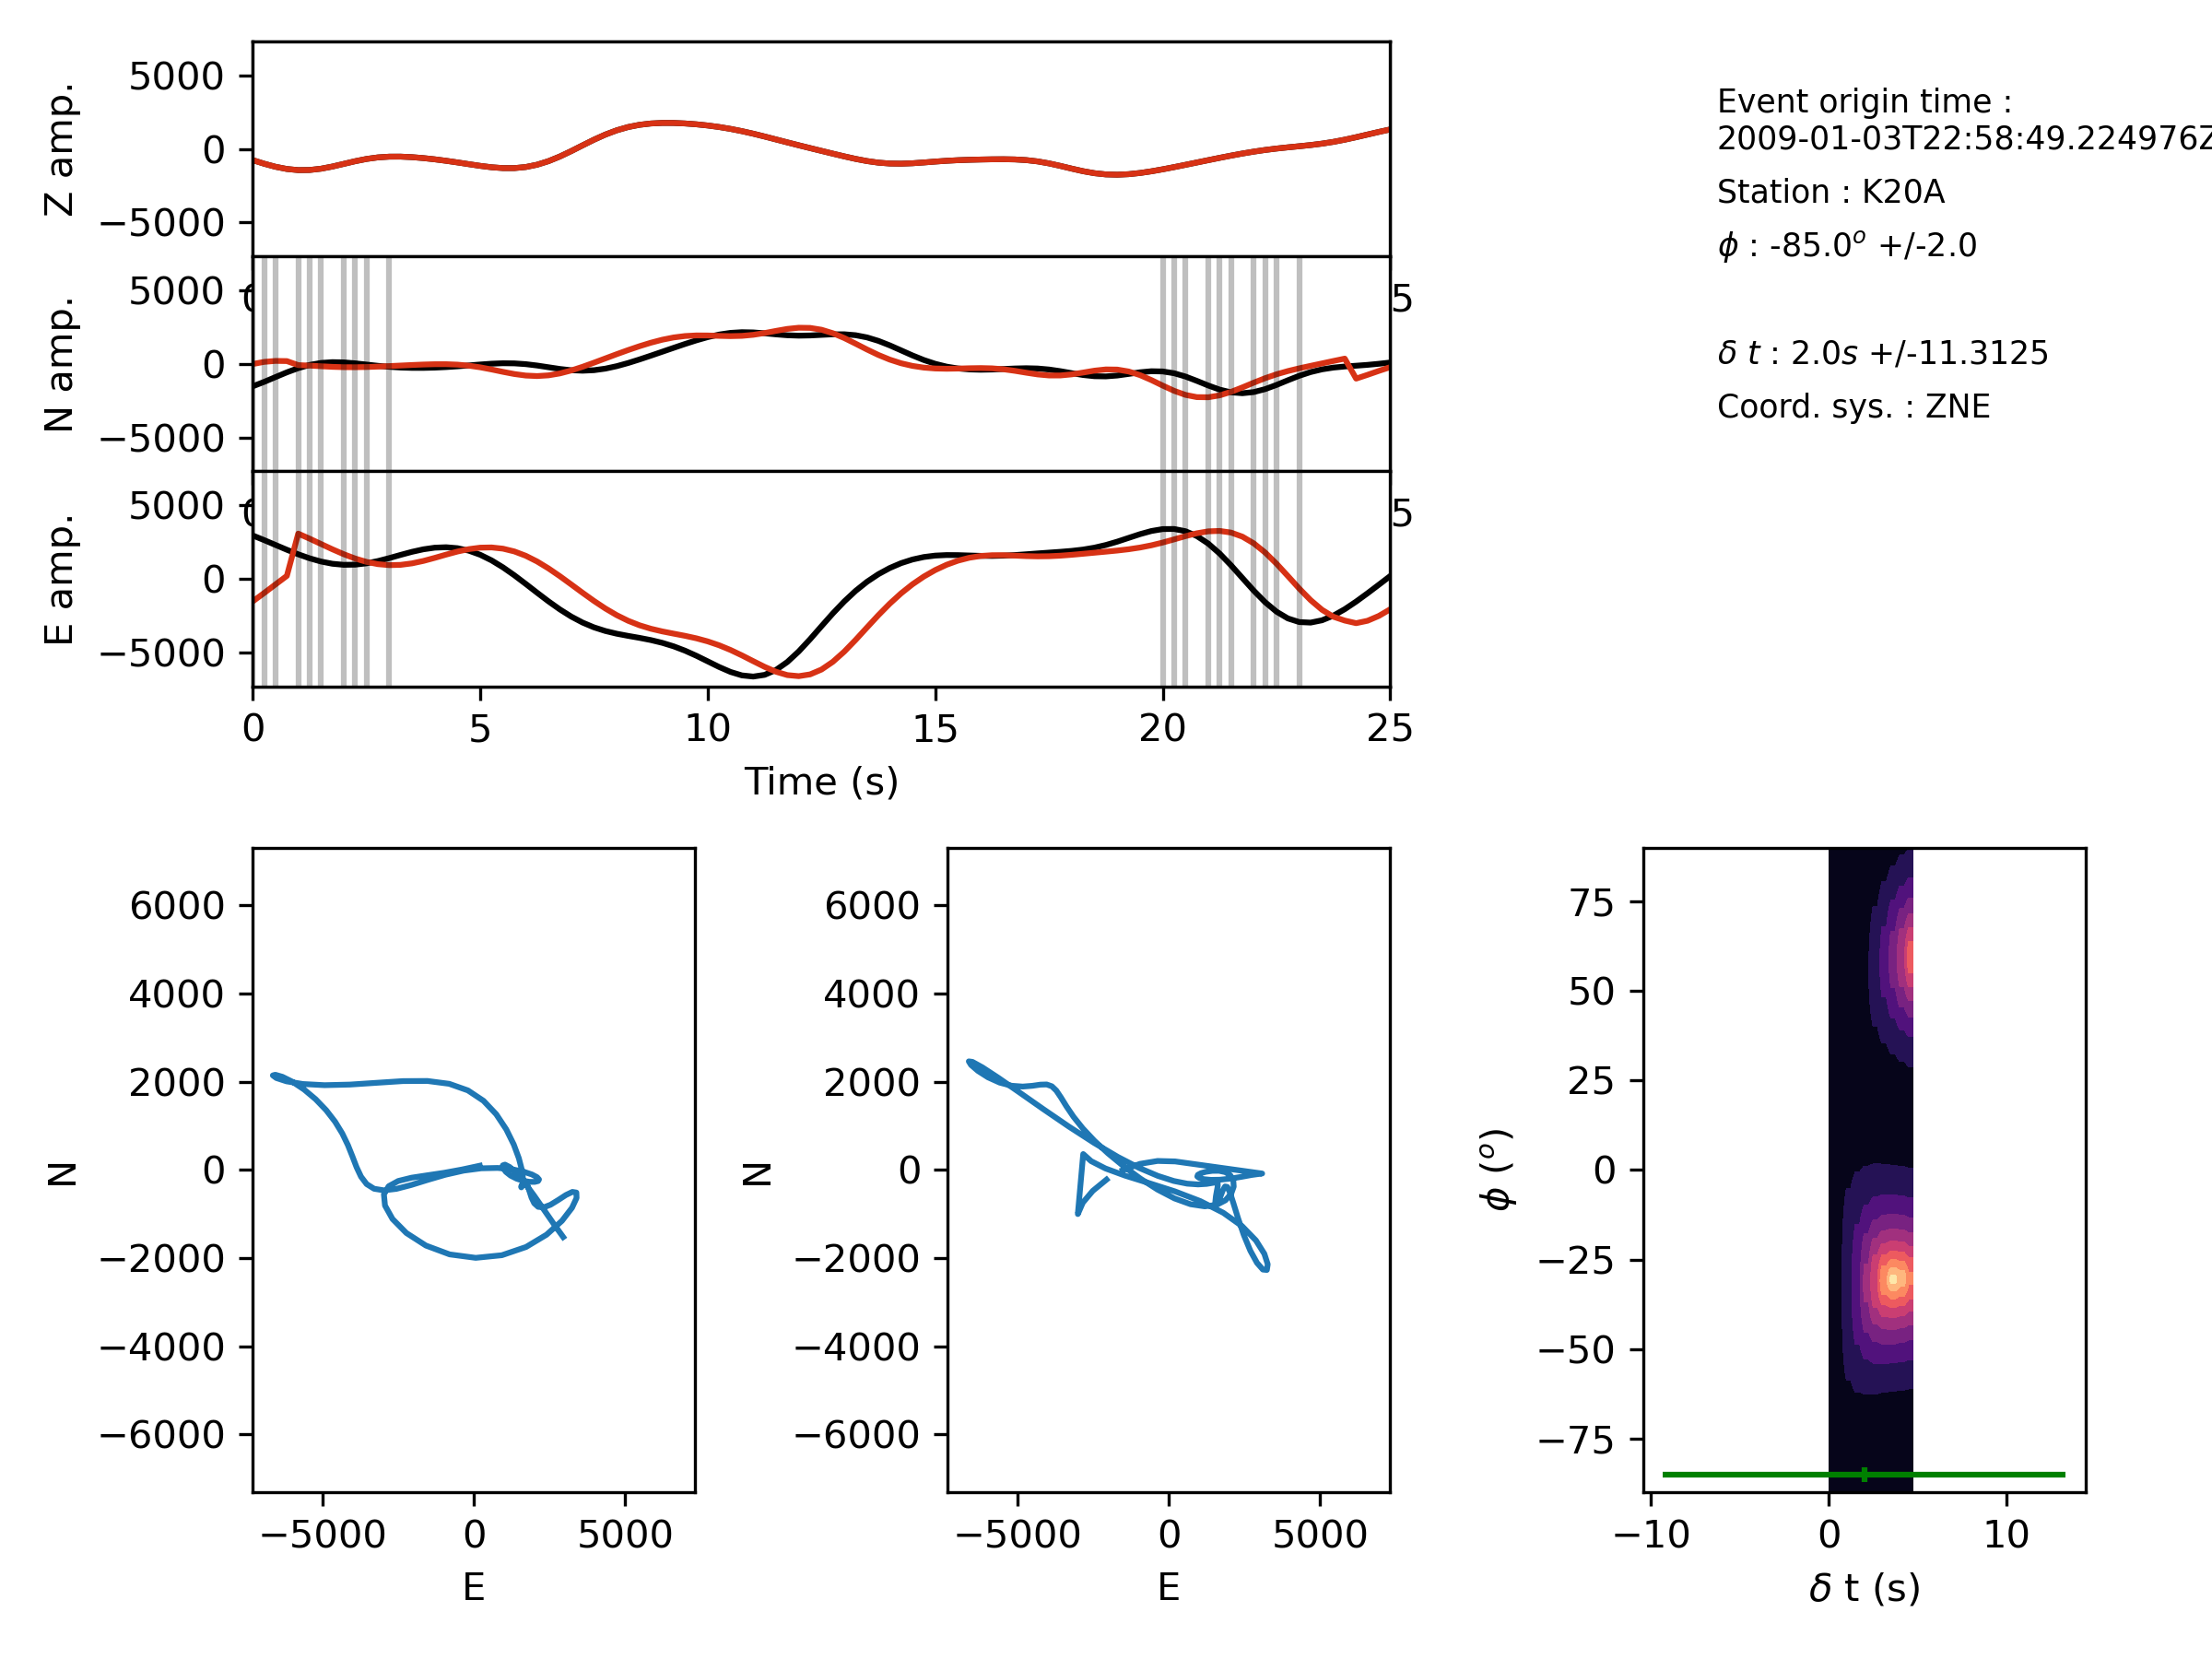 Z amp.
5000
0
−5000
N amp.
5000
0
−5000
5
E amp.
5000
0
−5000
5
0 5 10 15 20 25
Time (s)
Event origin time :
2009-01-03T22:58:49.224976Z
Station : K20A
ϕ : -85.0° +/-2.0
δ t : 2.0s +/-11.3125
Coord. sys. : ZNE
N
6000
4000
2000
0
−2000
−4000
−6000
−5000 0 5000
E
N
6000
4000
2000
0
−2000
−4000
−6000
−5000 0 5000
E
ϕ (°)
75
50
25
0
−25
−50
−75
−10 0 10
δ t (s)